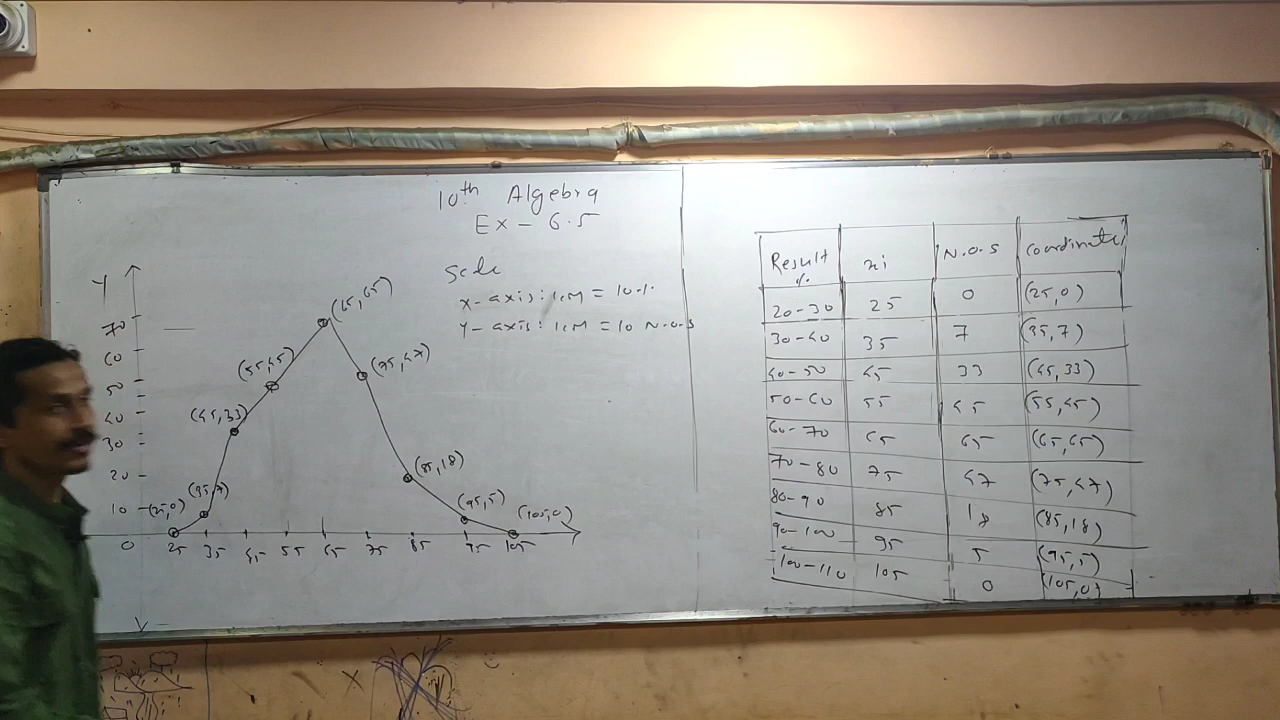 10th Algebra
Ex - 6.5
Scale
X-axis: 1cm = 10%
Y-axis: 1cm = 10 N.O.S
Y
70
60
50
40
30
20
10
0
25 35 45 55 65 75 85 95 105
(25,0)
(35,7)
(45,33)
(55,45)
(65,65)
(75,47)
(85,18)
(95,5)
(105,0)
Result % xi N.O.S Coordinate
20-30 25 0 (25,0)
30-40 35 7 (35,7)
40-50 45 33 (45,33)
50-60 55 45 (55,45)
60-70 65 65 (65,65)
70-80 75 47 (75,47)
80-90 85 18 (85,18)
90-100 95 5 (95,5)
100-110 105 0 (105,0)